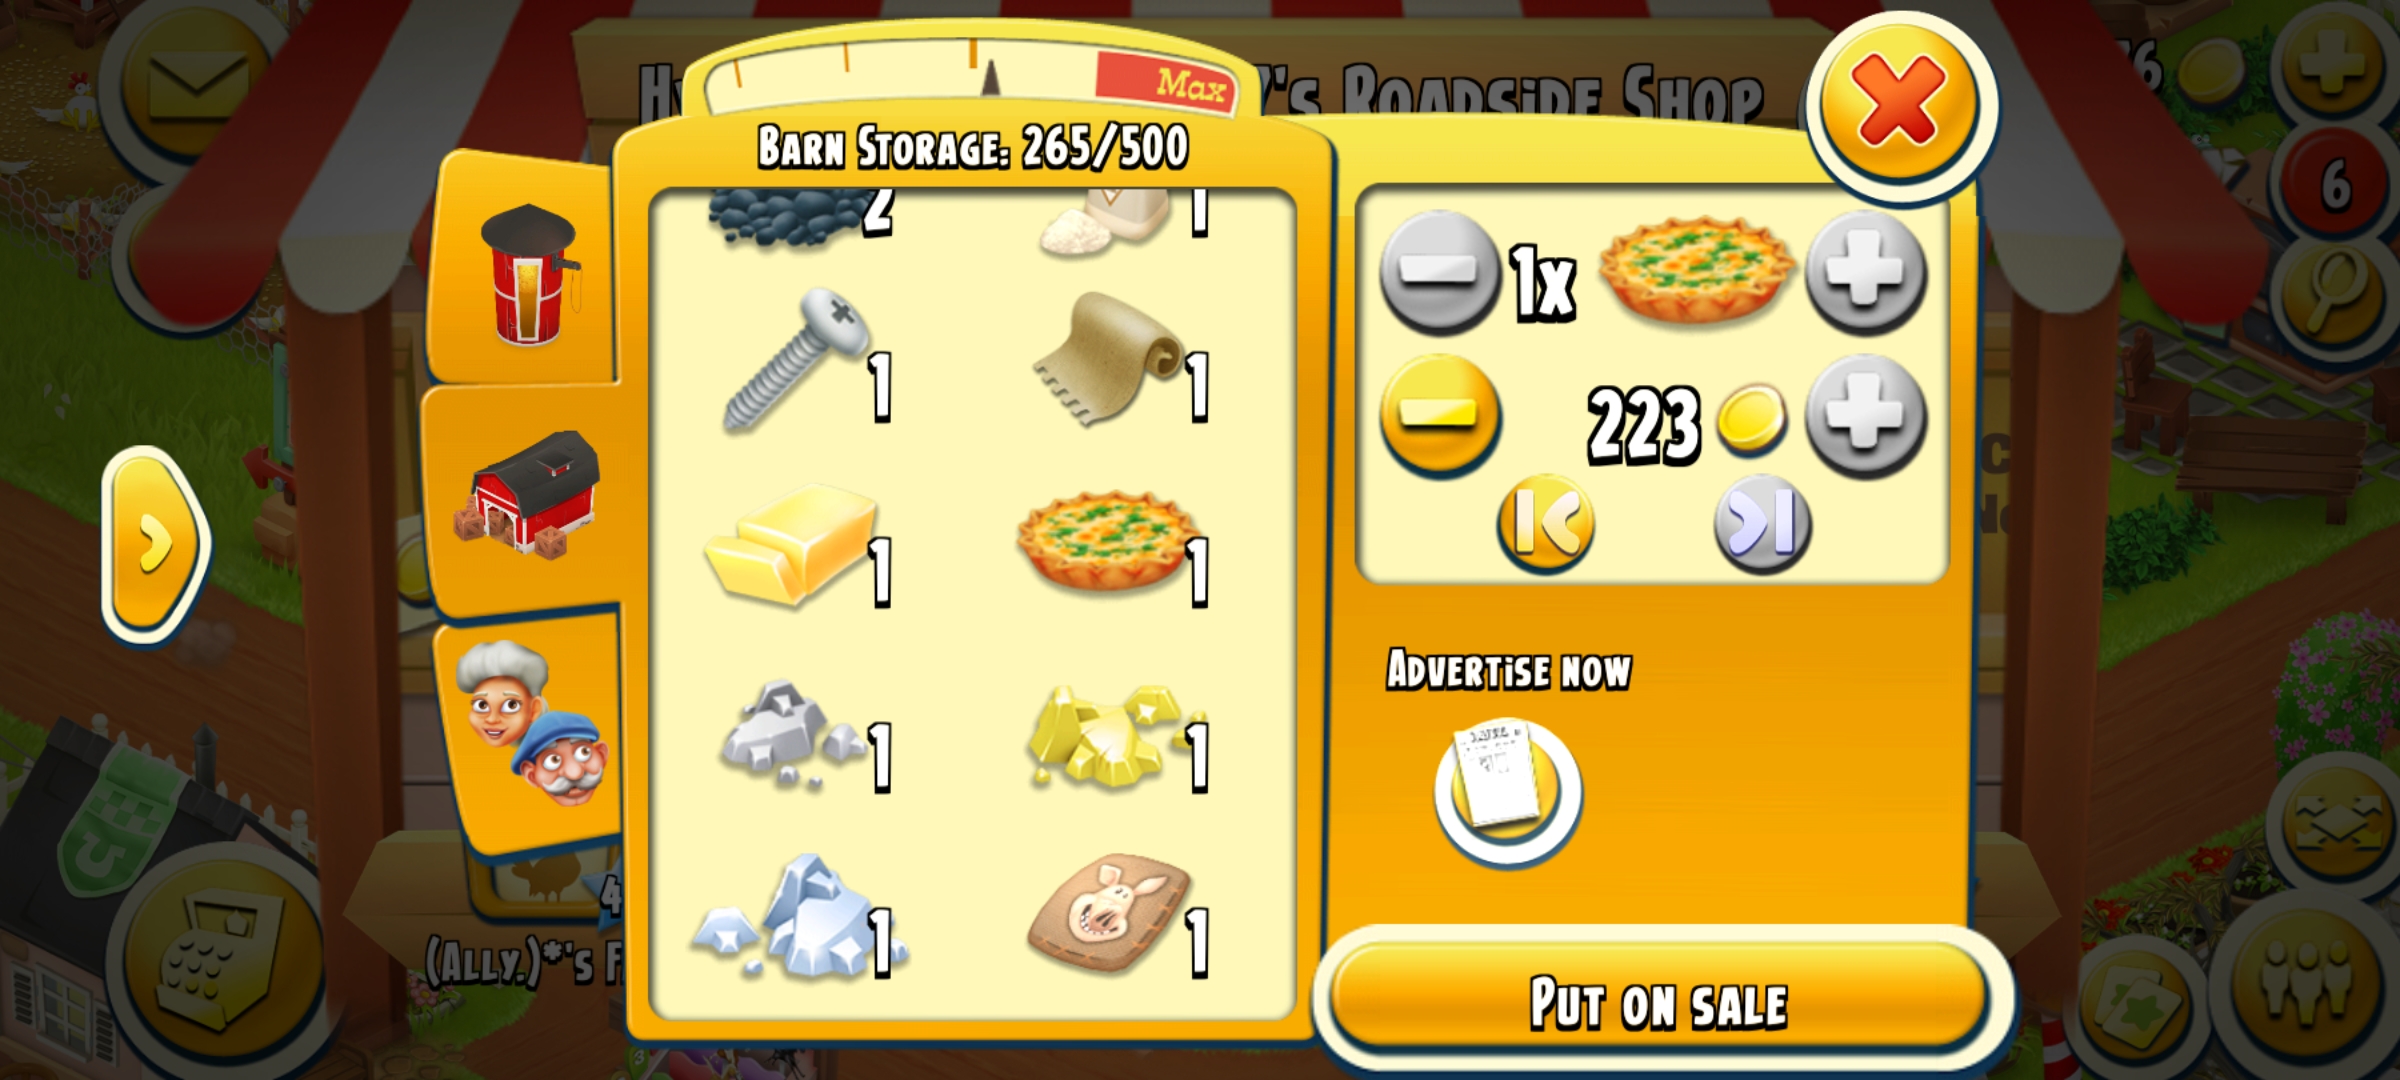 Max
's Roadside Shop
Barn Storage: 265/500
6
2
1
1x
1
1
223
1
1
Advertise now
1
1
1
1
(Ally.)*'s
Put on sale